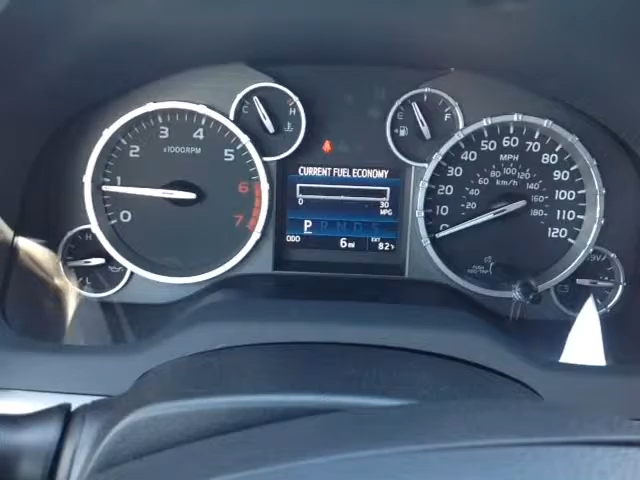 0
1
2
3
4
5
6
7
x1000RPM
C
H
H
L
CURRENT FUEL ECONOMY
0
30
MPG
P R N D S
ODO
6 mi
EXT
82°F
E
F
0
10
20
30
40
50
60
70
80
90
100
110
120
MPH
km/h
20
40
60
80
100
120
140
160
180